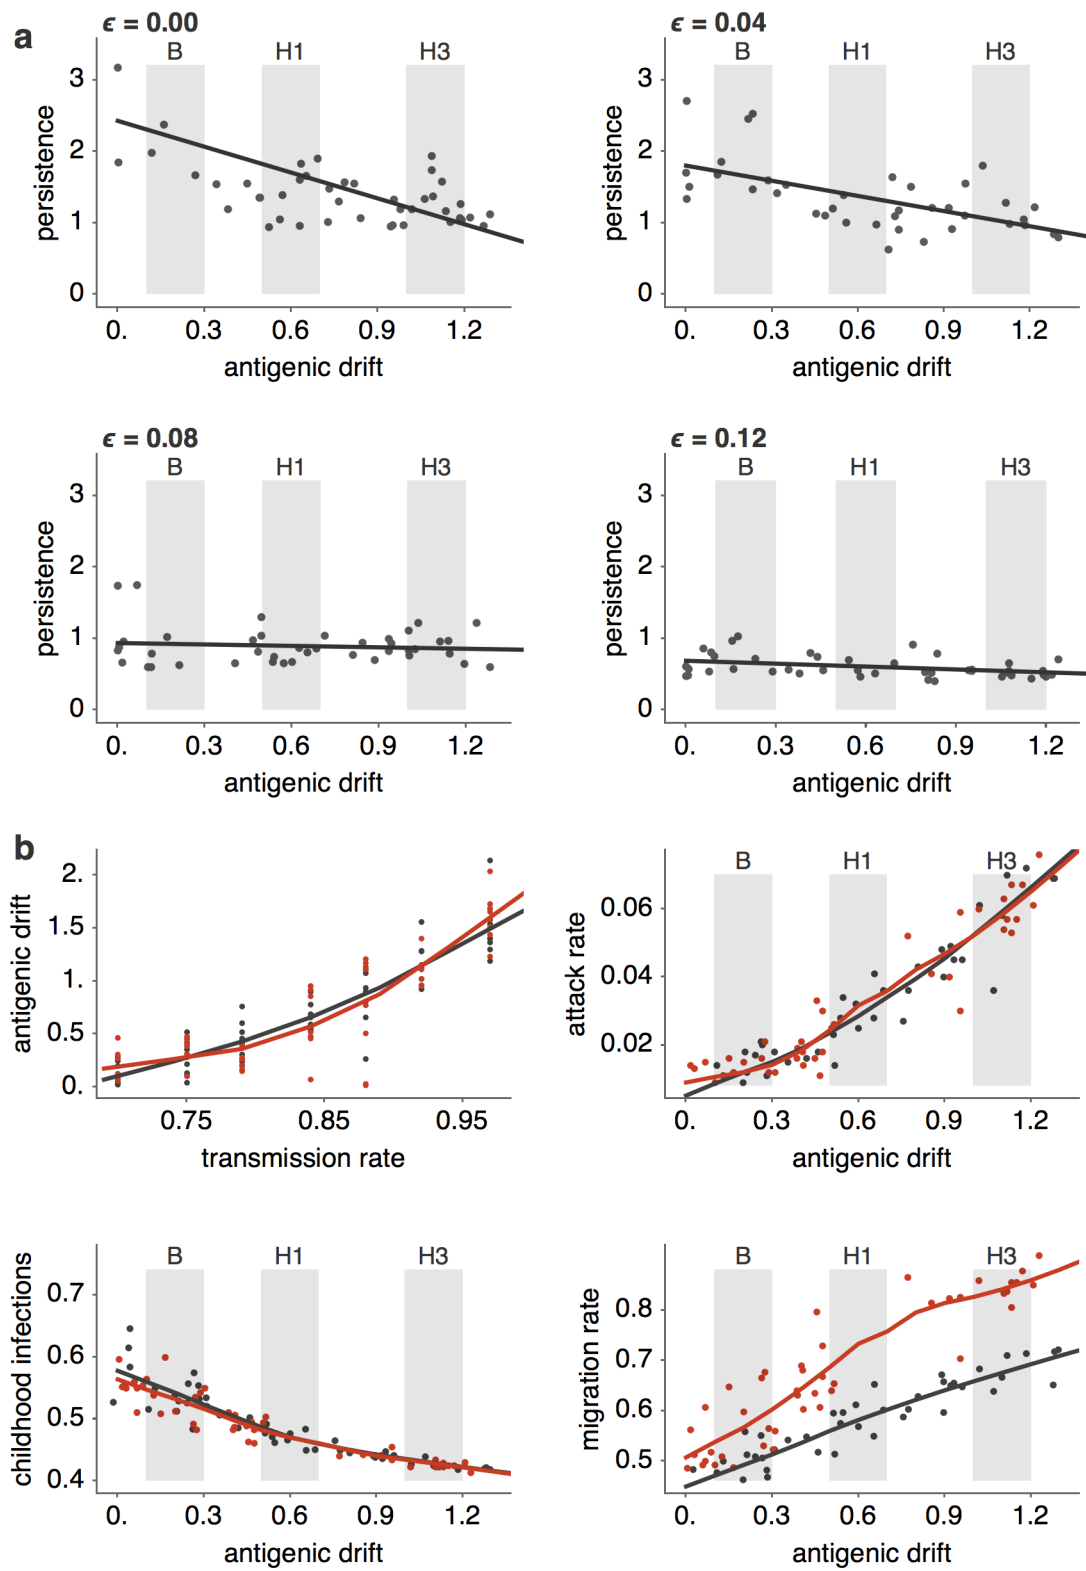 a
ϵ = 0.00
B H1 H3
3
2
1
0
persistence
0. 0.3 0.6 0.9 1.2
antigenic drift
ϵ = 0.04
B H1 H3
3
2
1
0
persistence
0. 0.3 0.6 0.9 1.2
antigenic drift
ϵ = 0.08
B H1 H3
3
2
1
0
persistence
0. 0.3 0.6 0.9 1.2
antigenic drift
ϵ = 0.12
B H1 H3
3
2
1
0
persistence
0. 0.3 0.6 0.9 1.2
antigenic drift
b
2.
1.5
1.
0.5
0.
antigenic drift
0.75 0.85 0.95
transmission rate
B H1 H3
0.06
0.04
0.02
attack rate
0. 0.3 0.6 0.9 1.2
antigenic drift
B H1 H3
0.7
0.6
0.5
0.4
childhood infections
0. 0.3 0.6 0.9 1.2
antigenic drift
B H1 H3
0.8
0.7
0.6
0.5
migration rate
0. 0.3 0.6 0.9 1.2
antigenic drift